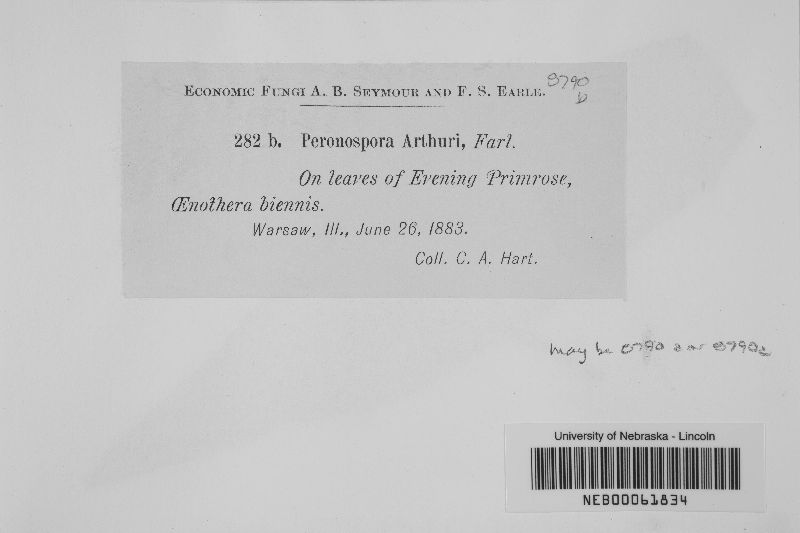 ECONOMIC FUNGI A. B. SEYMOUR AND F. S. EARLE.
8790
b
282 b. Peronospora Arthuri, Farl.
On leaves of Evening Primrose,
Œnothera biennis.
Warsaw, Ill., June 26, 1883.
Coll. C. A. Hart.
may be 8790 a or 8790c
University of Nebraska - Lincoln
NEB00061834